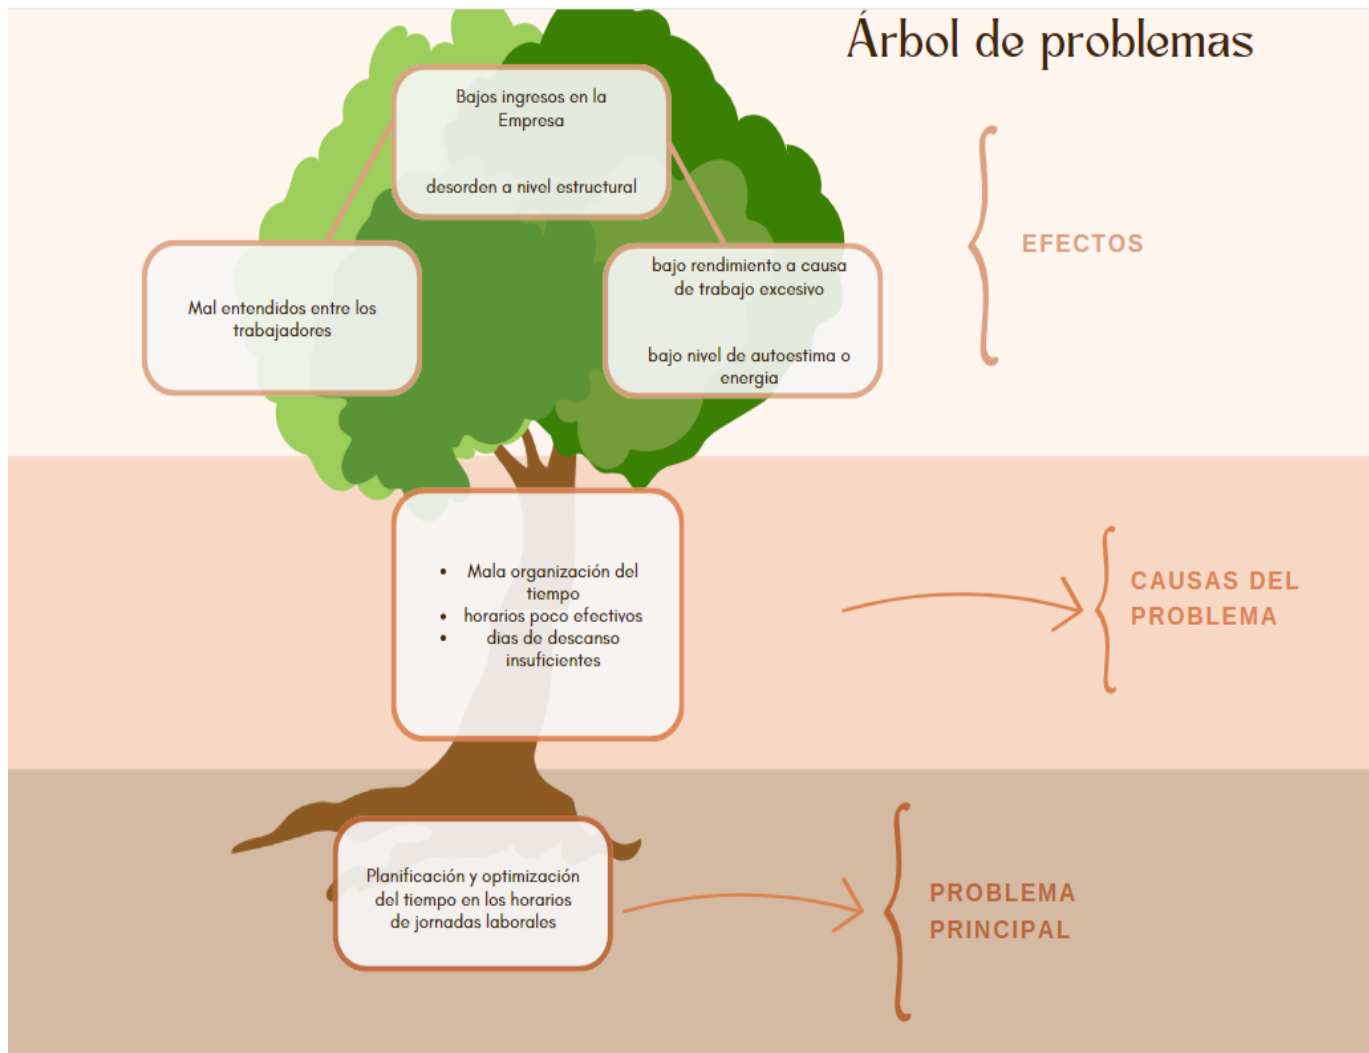 Árbol de problemas
Bajos ingresos en la
Empresa
desorden a nivel estructural
Mal entendidos entre los
trabajadores
bajo rendimiento a causa
de trabajo excesivo
bajo nivel de autoestima o
energia
EFECTOS
• Mala organización del
tiempo
• horarios poco efectivos
• dias de descanso
insuficientes
CAUSAS DEL
PROBLEMA
Planificación y optimización
del tiempo en los horarios
de jornadas laborales
PROBLEMA
PRINCIPAL